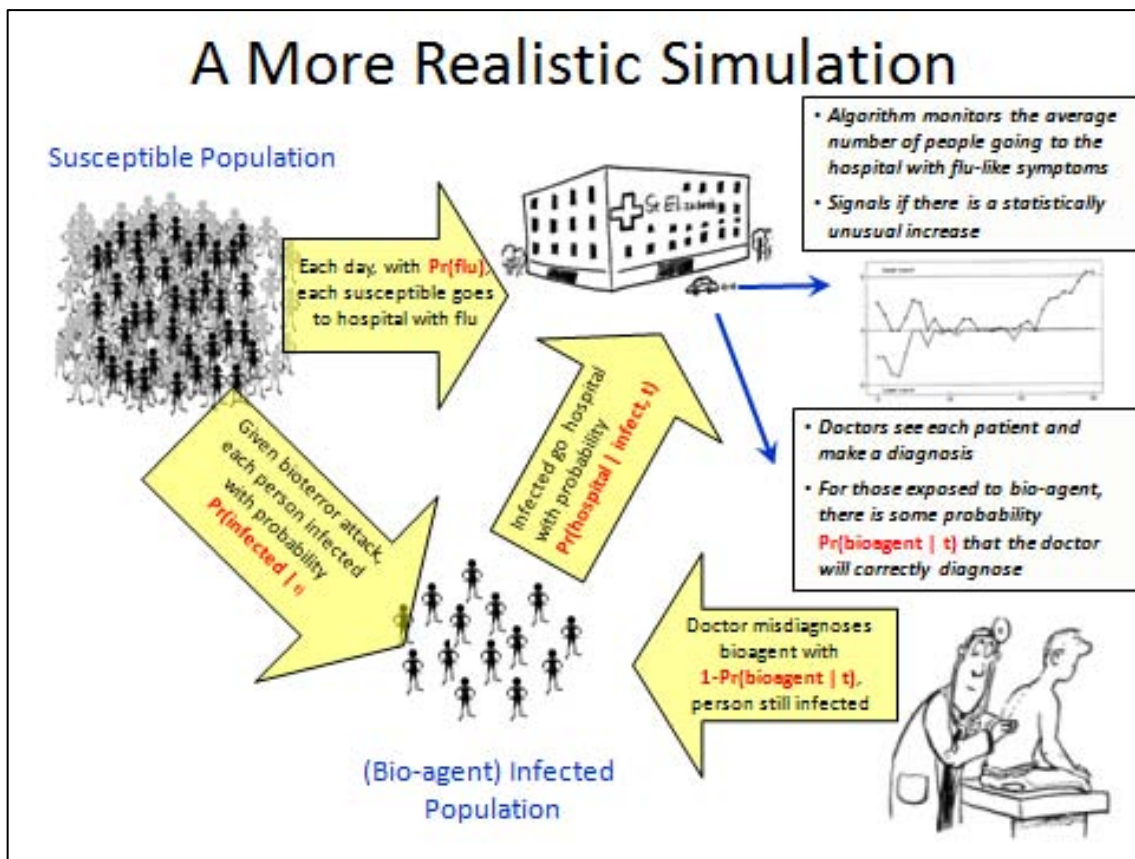 A More Realistic Simulation
Susceptible Population
Each day, with Pr(flu),
each susceptible goes
to hospital with flu
St Elizabeth
• Algorithm monitors the average
number of people going to the
hospital with flu-like symptoms
• Signals if there is a statistically
unusual increase
Given bioterror attack,
each person infected
with probability
Pr(infected | t)
Infected go hospital
with probability
Pr(hospital | infect, t)
• Doctors see each patient and
make a diagnosis
• For those exposed to bio-agent,
there is some probability
Pr(bioagent | t) that the doctor
will correctly diagnose
Doctor misdiagnoses
bioagent with
1-Pr(bioagent | t),
person still infected
(Bio-agent) Infected
Population